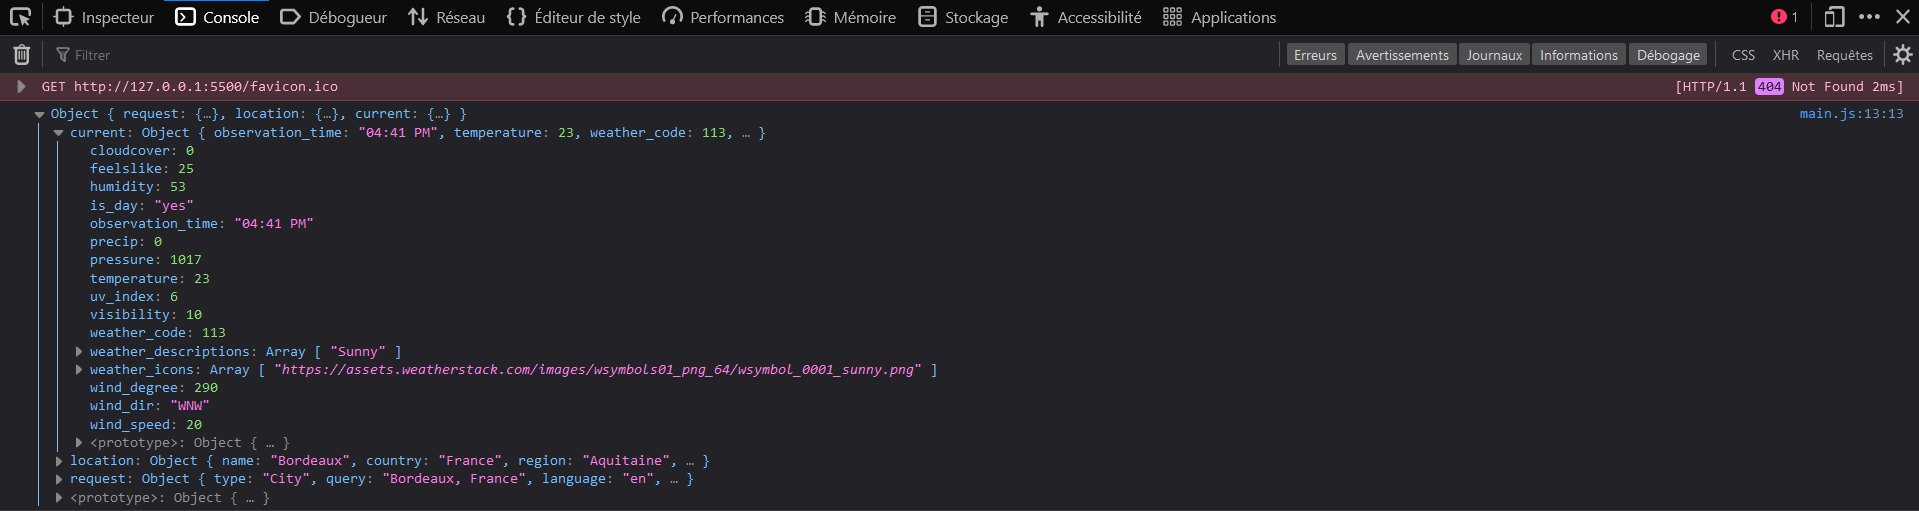 Inspecteur Console Débogueur Réseau Éditeur de style Performances Mémoire Stockage Accessibilité Applications 1
Filtrer Erreurs Avertissements Journaux Informations Débogage CSS XHR Requêtes
GET http://127.0.0.1:5500/favicon.ico [HTTP/1.1 404 Not Found 2ms]
Object { request: {…}, location: {…}, current: {…} } main.js:13:13
current: Object { observation_time: "04:41 PM", temperature: 23, weather_code: 113, … }
cloudcover: 0
feelslike: 25
humidity: 53
is_day: "yes"
observation_time: "04:41 PM"
precip: 0
pressure: 1017
temperature: 23
uv_index: 6
visibility: 10
weather_code: 113
weather_descriptions: Array [ "Sunny" ]
weather_icons: Array [ "https://assets.weatherstack.com/images/wsymbols01_png_64/wsymbol_0001_sunny.png" ]
wind_degree: 290
wind_dir: "WNW"
wind_speed: 20
<prototype>: Object { … }
location: Object { name: "Bordeaux", country: "France", region: "Aquitaine", … }
request: Object { type: "City", query: "Bordeaux, France", language: "en", … }
<prototype>: Object { … }